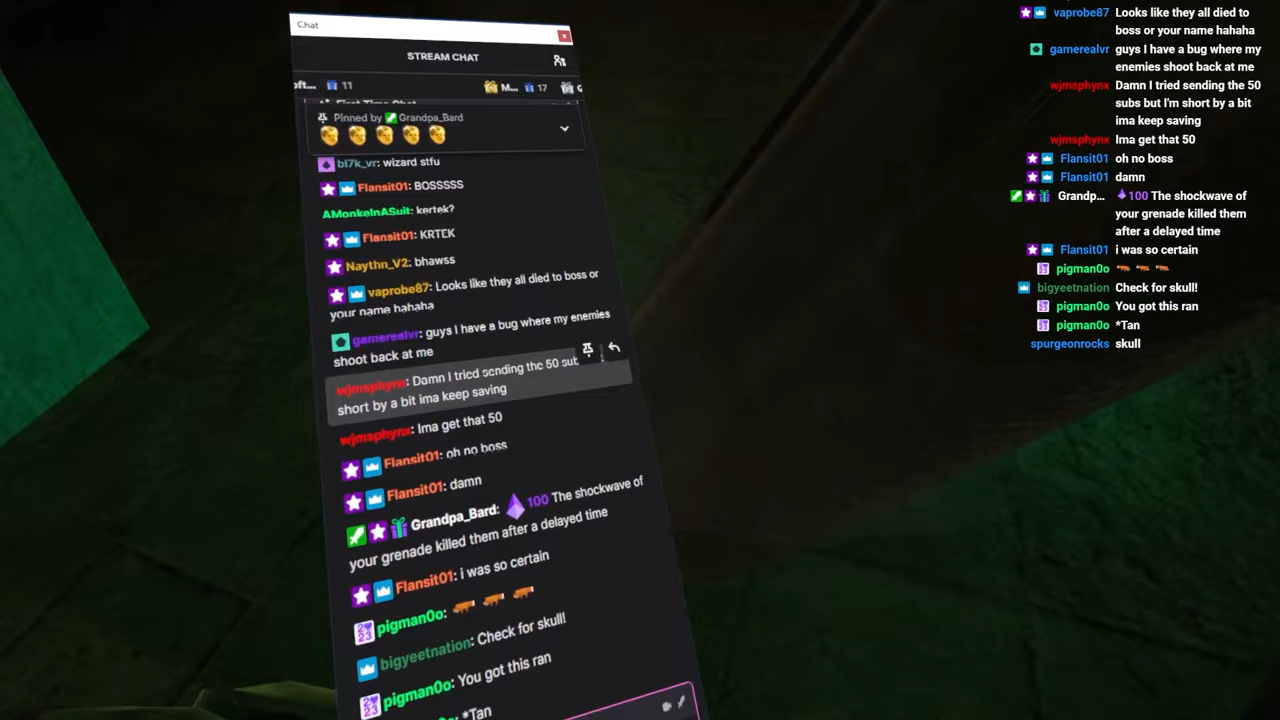 Chat
STREAM CHAT
oft... 11
M... 17
First Time Chat
Pinned by Grandpa_Bard
bl7k_vr: wizard stfu
Flansit01: BOSSSSS
AMonkeInASuit: kertek?
Flansit01: KRTEK
Naythn_V2: bhawss
vaprobe87: Looks like they all died to boss or
your name hahaha
gamerealvr: guys I have a bug where my enemies
shoot back at me
wjmsphynx: Damn I tried sending the 50
short by a bit ima keep saving
wjmsphynx: Ima get that 50
Flansit01: oh no boss
Flansit01: damn
Grandpa_Bard: 100 The shockwave of
your grenade killed them after a delayed time
Flansit01: i was so certain
pigman0o:
bigyeetnation: Check for skull!
pigman0o: You got this ran
*Tan
vaprobe87 Looks like they all died to
boss or your name hahaha
gamerealvr guys I have a bug where my
enemies shoot back at me
wjmsphynx Damn I tried sending the 50
subs but I'm short by a bit
ima keep saving
wjmsphynx Ima get that 50
Flansit01 oh no boss
Flansit01 damn
Grandp... 100 The shockwave of
your grenade killed them
after a delayed time
Flansit01 i was so certain
pigman0o
bigyeetnation Check for skull!
pigman0o You got this ran
pigman0o *Tan
spurgeonrocks skull